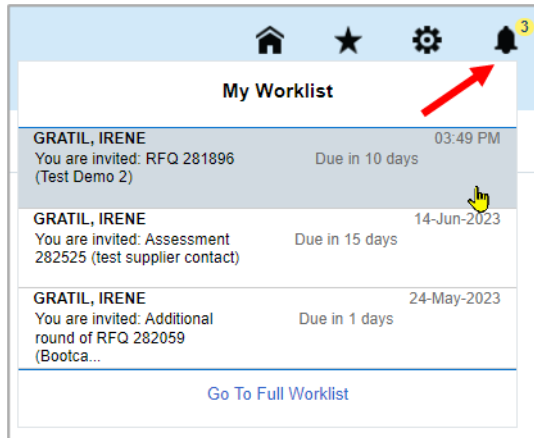 3
My Worklist
GRATIL, IRENE 03:49 PM
You are invited: RFQ 281896 Due in 10 days
(Test Demo 2)
GRATIL, IRENE 14-Jun-2023
You are invited: Assessment Due in 15 days
282525 (test supplier contact)
GRATIL, IRENE 24-May-2023
You are invited: Additional Due in 1 days
round of RFQ 282059
(Bootca...
Go To Full Worklist